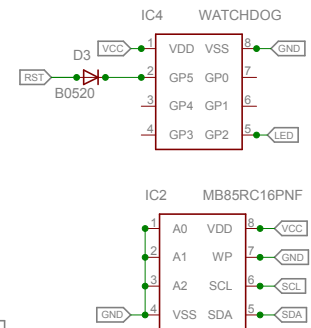 IC4 WATCHDOG
VCC 1 VDD VSS 8 GND
D3
RST 2 GP5 GP0 7
B0520
3 GP4 GP1 6
4 GP3 GP2 5 LED
IC2 MB85RC16PNF
1 A0 VDD 8 VCC
2 A1 WP 7 GND
3 A2 SCL 6 SCL
GND 4 VSS SDA 5 SDA